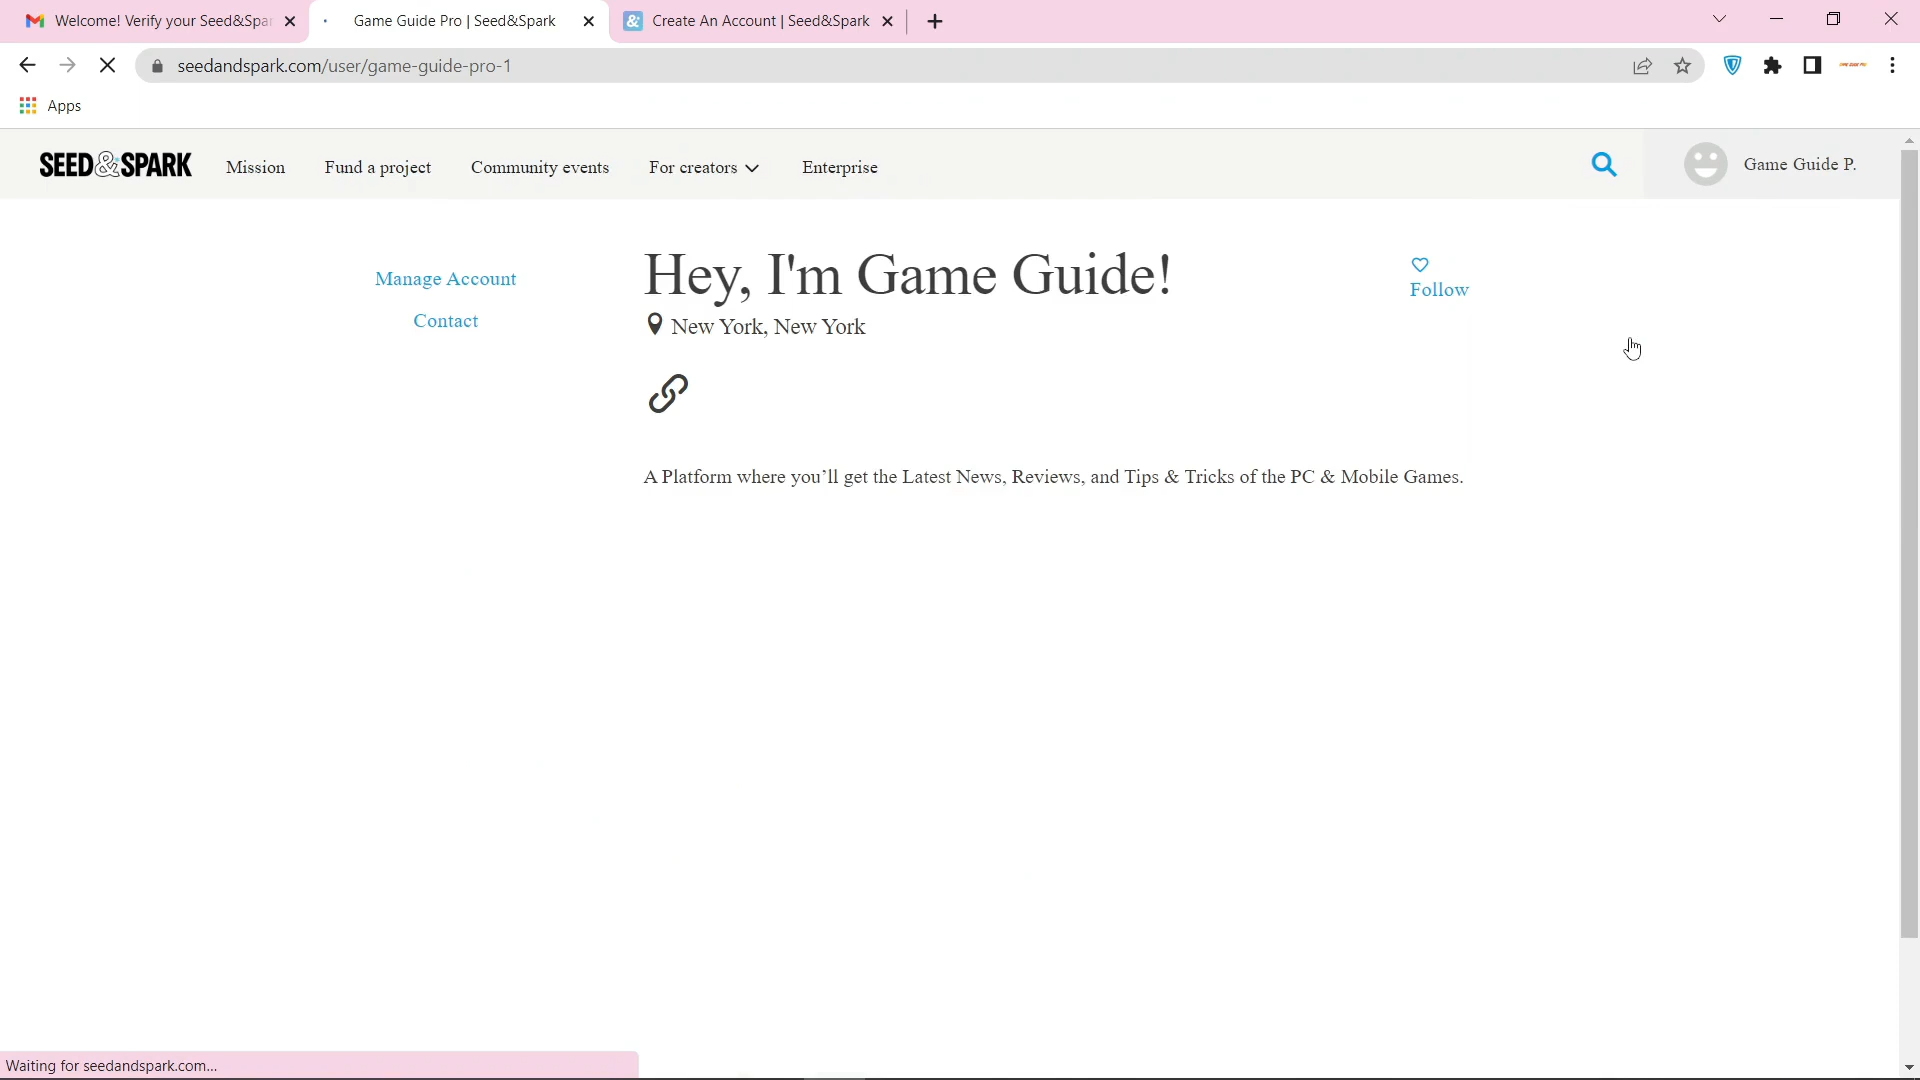 Welcome! Verify your Seed&Spar
Game Guide Pro | Seed&Spark
Create An Account | Seed&Spark
seedandspark.com/user/game-guide-pro-1
Apps
SEED&SPARK
Mission
Fund a project
Community events
For creators
Enterprise
Game Guide P.
Manage Account
Contact
Hey, I'm Game Guide!
New York, New York
Follow
A Platform where you’ll get the Latest News, Reviews, and Tips & Tricks of the PC & Mobile Games.
Waiting for seedandspark.com...